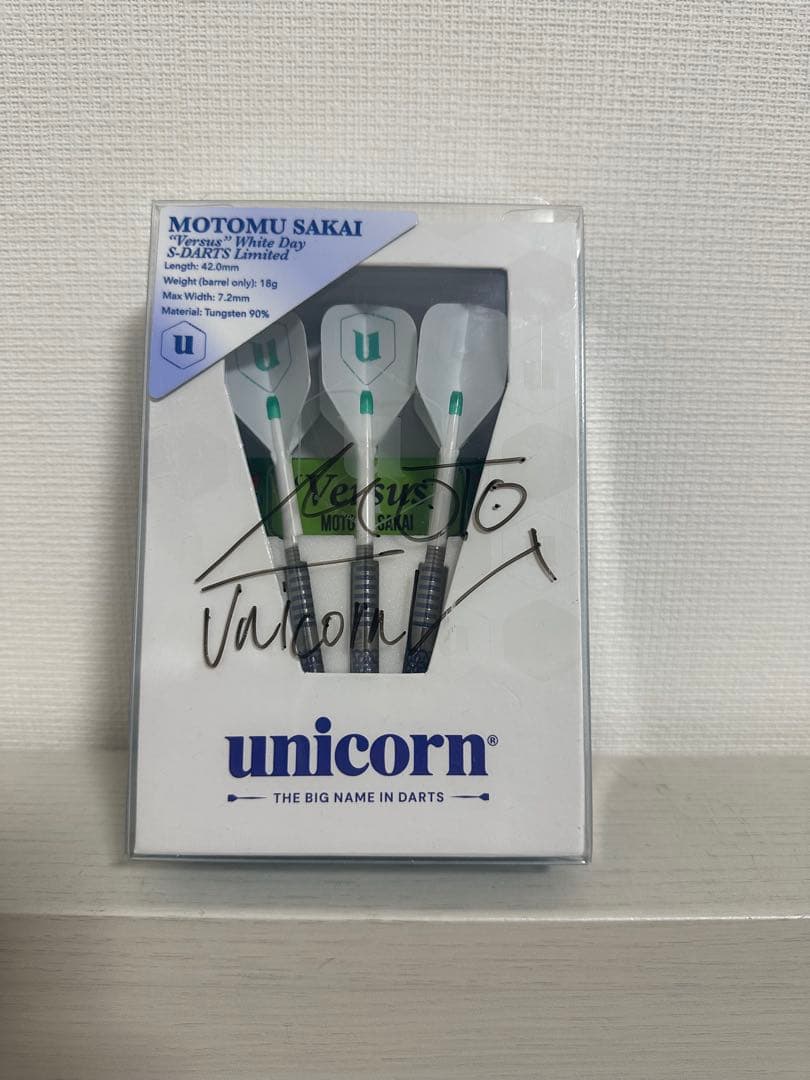 MOTOMU SAKAI
"Versus" White Day
S-DARTS Limited
Length: 42.0mm
Weight (barrel only): 18g
Max Width: 7.2mm
Material: Tungsten 90%
u
u
u
"Versus"
MOTO SAKAI
Unicorn
unicorn®
THE BIG NAME IN DARTS